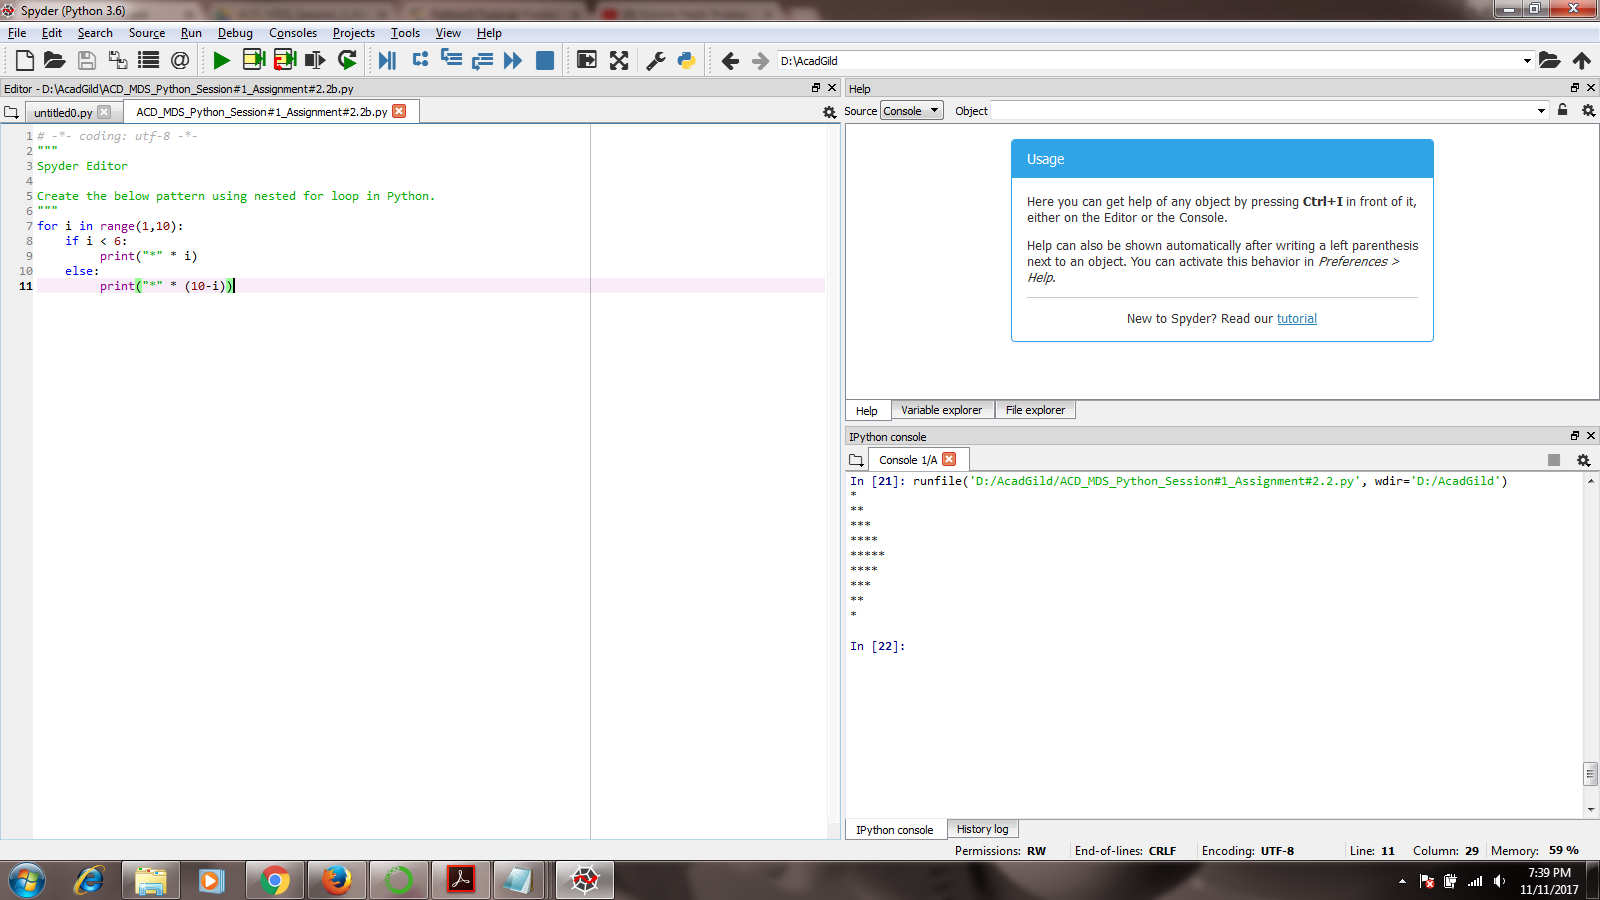 Spyder (Python 3.6)
File Edit Search Source Run Debug Consoles Projects Tools View Help
D:\AcadGild
Editor - D:\AcadGild\ACD_MDS_Python_Session#1_Assignment#2.2b.py
untitled0.py ACD_MDS_Python_Session#1_Assignment#2.2b.py
1 # -*- coding: utf-8 -*-
2 """
3 Spyder Editor
4
5 Create the below pattern using nested for loop in Python.
6 """
7 for i in range(1,10):
8     if i < 6:
9          print("*" * i)
10     else:
11          print("*" * (10-i))
Help
Source Console Object
Usage
Here you can get help of any object by pressing Ctrl+I in front of it,
either on the Editor or the Console.
Help can also be shown automatically after writing a left parenthesis
next to an object. You can activate this behavior in Preferences >
Help.
New to Spyder? Read our tutorial
Help Variable explorer File explorer
IPython console
Console 1/A
In [21]: runfile('D:/AcadGild/ACD_MDS_Python_Session#1_Assignment#2.2.py', wdir='D:/AcadGild')
*
**
***
****
*****
****
***
**
*
In [22]:
IPython console History log
Permissions: RW End-of-lines: CRLF Encoding: UTF-8 Line: 11 Column: 29 Memory: 59 %
7:39 PM
11/11/2017